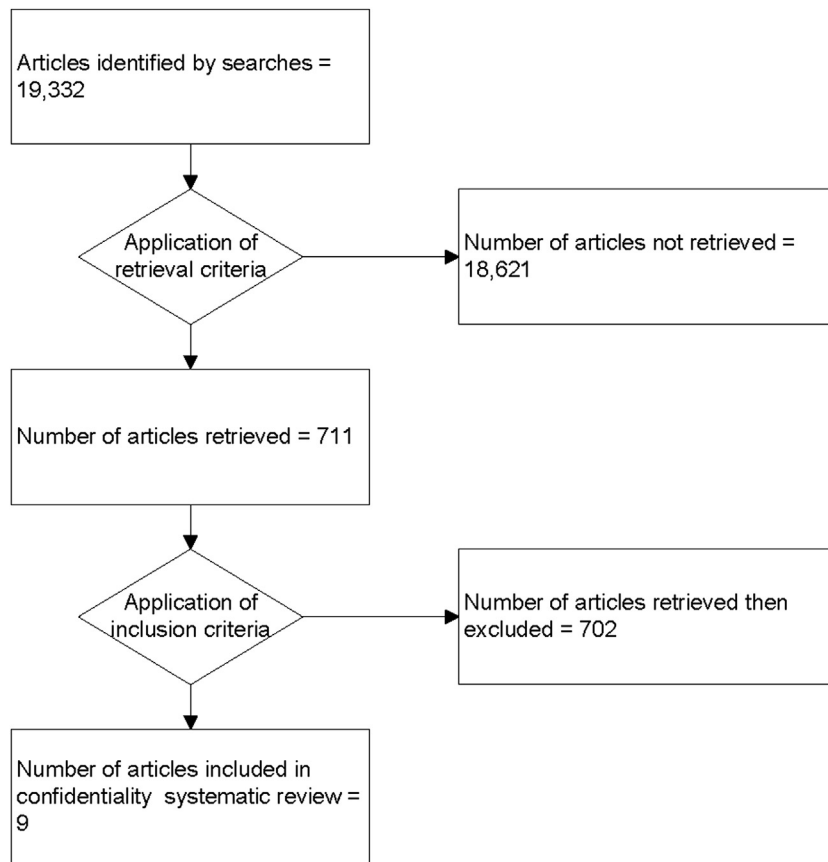 Articles identified by searches =
19,332
Application of
retrieval criteria
Number of articles not retrieved =
18,621
Number of articles retrieved = 711
Application of
inclusion criteria
Number of articles retrieved then
excluded = 702
Number of articles included in
confidentiality systematic review =
9